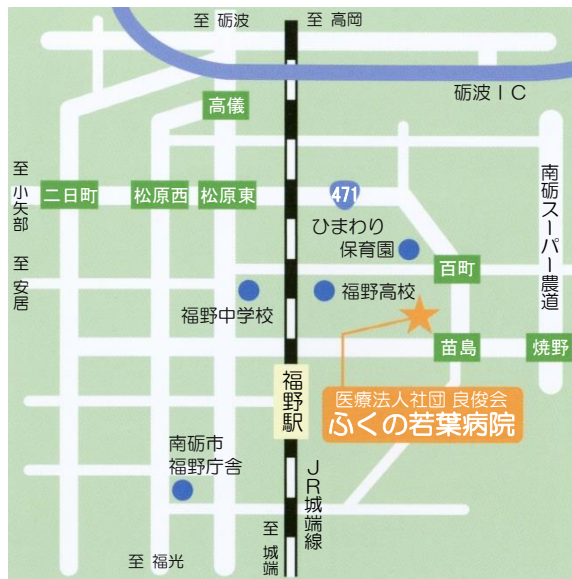 至 砺波
至 高岡
砺波IC
高儀
至 小矢部
二日町
松原西
松原東
471
ひまわり
保育園
南砺スーパー農道
至 安居
百町
福野中学校
福野高校
苗島
焼野
福野駅
医療法人社団 良俊会
ふくの若葉病院
南砺市
福野庁舎
JR城端線
至 城端
至 福光